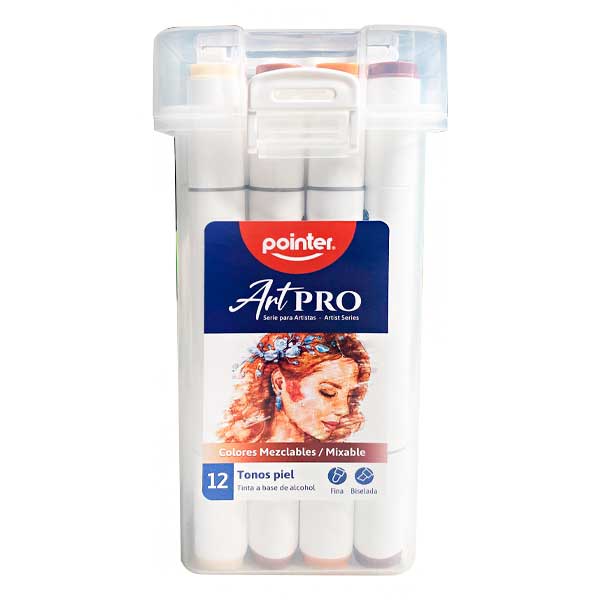 pointer®
Art PRO
Serie para Artistas - Artist Series
Colores Mezclables / Mixable
12 Tonos piel
Tinta a base de alcohol
Fina Biselada